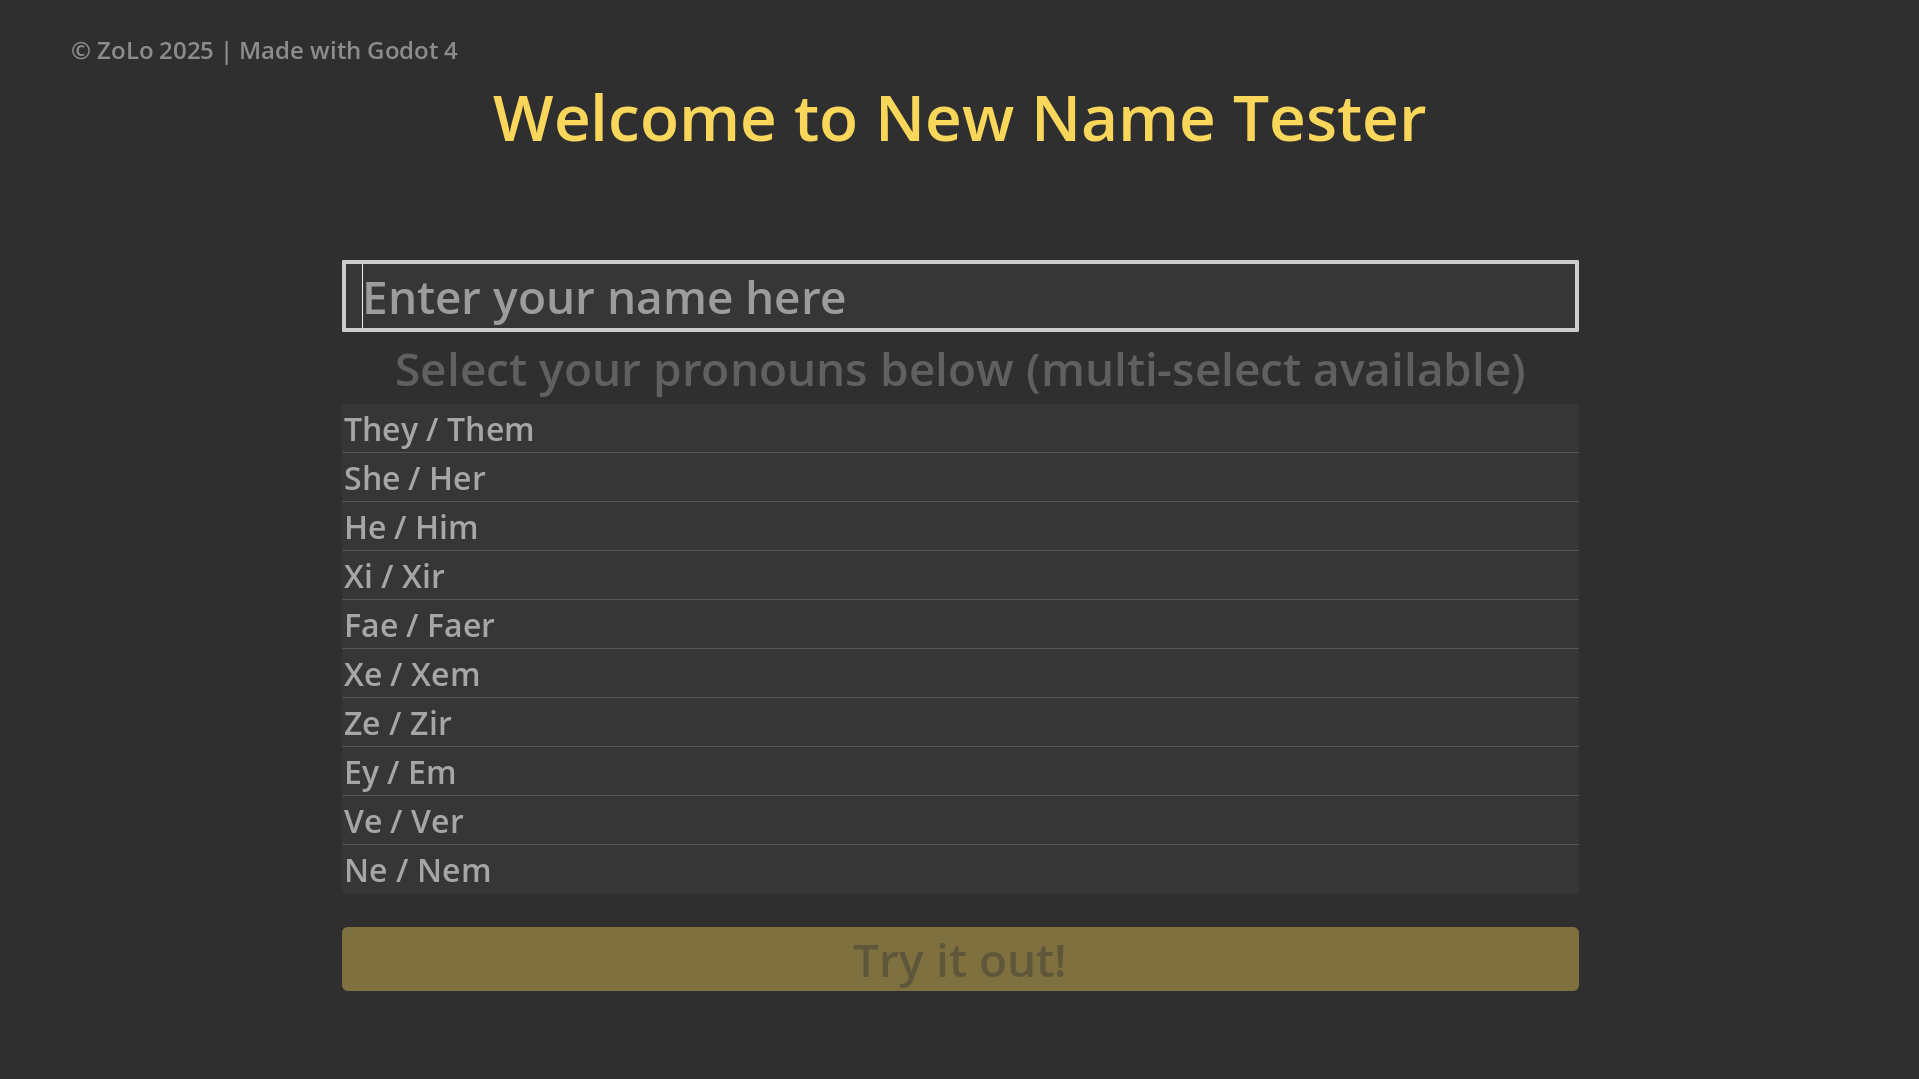 © ZoLo 2025 | Made with Godot 4
Welcome to New Name Tester
Enter your name here
Select your pronouns below (multi-select available)
They / Them
She / Her
He / Him
Xi / Xir
Fae / Faer
Xe / Xem
Ze / Zir
Ey / Em
Ve / Ver
Ne / Nem
Try it out!